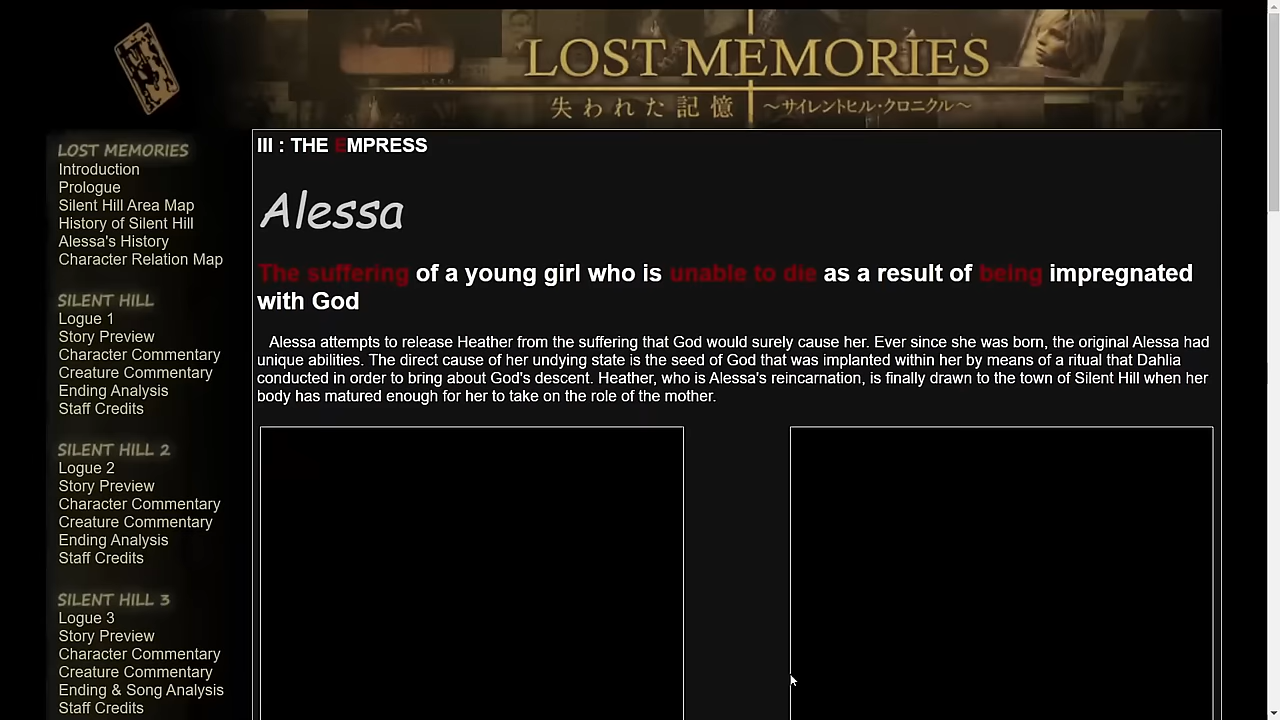 LOST MEMORIES
失われた記憶 ～サイレントヒル・クロニクル～
LOST MEMORIES
Introduction
Prologue
Silent Hill Area Map
History of Silent Hill
Alessa's History
Character Relation Map
SILENT HILL
Logue 1
Story Preview
Character Commentary
Creature Commentary
Ending Analysis
Staff Credits
SILENT HILL 2
Logue 2
Story Preview
Character Commentary
Creature Commentary
Ending Analysis
Staff Credits
SILENT HILL 3
Logue 3
Story Preview
Character Commentary
Creature Commentary
Ending & Song Analysis
Staff Credits
III : THE EMPRESS
Alessa
The suffering of a young girl who is unable to die as a result of being impregnated
with God
Alessa attempts to release Heather from the suffering that God would surely cause her. Ever since she was born, the original Alessa had
unique abilities. The direct cause of her undying state is the seed of God that was implanted within her by means of a ritual that Dahlia
conducted in order to bring about God's descent. Heather, who is Alessa's reincarnation, is finally drawn to the town of Silent Hill when her
body has matured enough for her to take on the role of the mother.